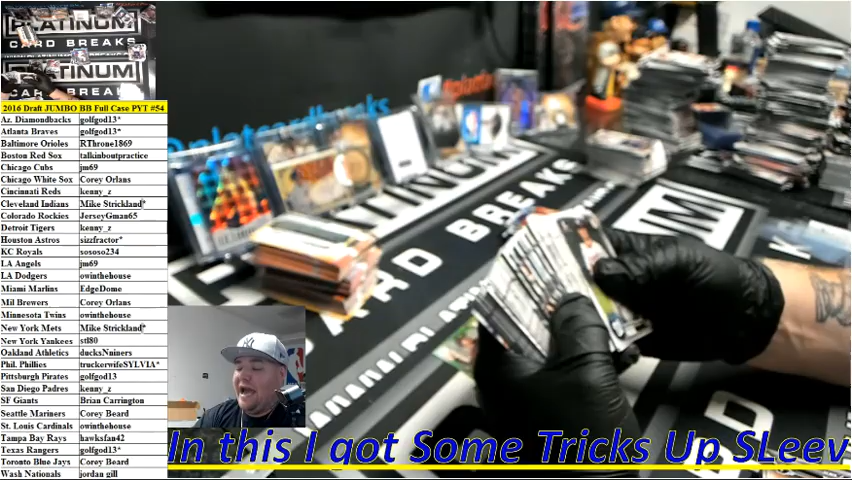 PLATINUM
CARD BREAKS
PLATINUM
CARD BREAKS
2016 Draft JUMBO BB Full Case PYT #54
Az. Diamondbacks golfgod13*
Atlanta Braves golfgod13*
Baltimore Orioles RThrone1869
Boston Red Sox talkinboutpractice
Chicago Cubs jm69
Chicago White Sox Corey Orlans
Cincinnati Reds kenny_z
Cleveland Indians Mike Strickland*
Colorado Rockies JerseyGman65
Detroit Tigers kenny_z
Houston Astros sizzfractor*
KC Royals sososo234
LA Angels jm69
LA Dodgers owinthehouse
Miami Marlins EdgeDome
Mil Brewers Corey Orlans
Minnesota Twins owinthehouse
New York Mets Mike Strickland*
New York Yankees stl80
Oakland Athletics ducksNniners
Phil. Phillies truckerwifeSYLVIA*
Pittsburgh Pirates golfgod13
San Diego Padres kenny_z
SF Giants Brian Carrington
Seattle Mariners Corey Beard
St. Louis Cardinals owinthehouse
Tampa Bay Rays hawksfan42
Texas Rangers golfgod13*
Toronto Blue Jays Corey Beard
Wash Nationals jordan gill
@platcardbreaks
CARD BREAKS
In this I got Some Tricks Up SLeev